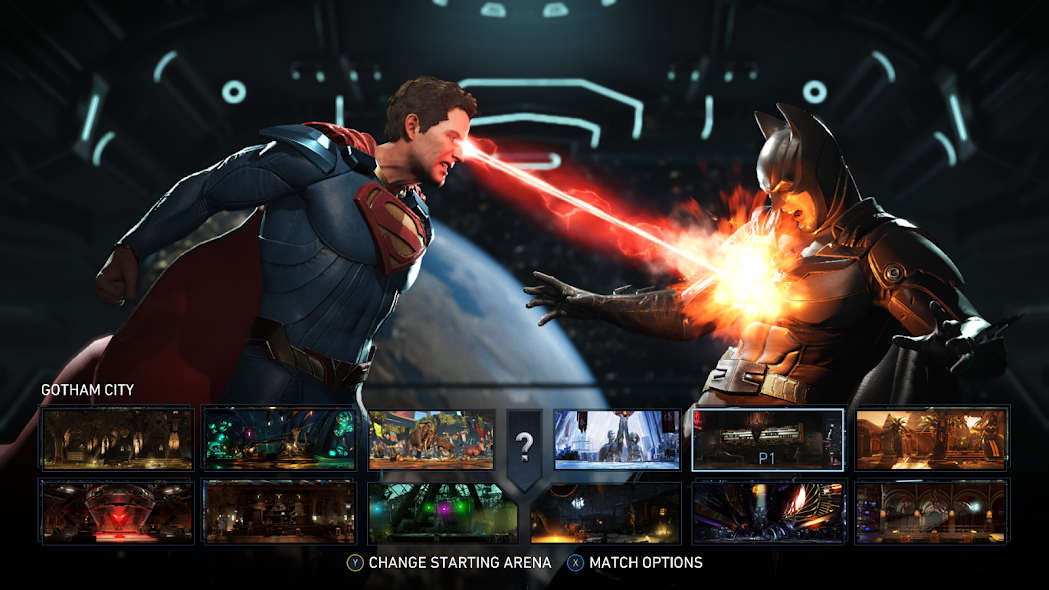 GOTHAM CITY
?
P1
Y CHANGE STARTING ARENA X MATCH OPTIONS